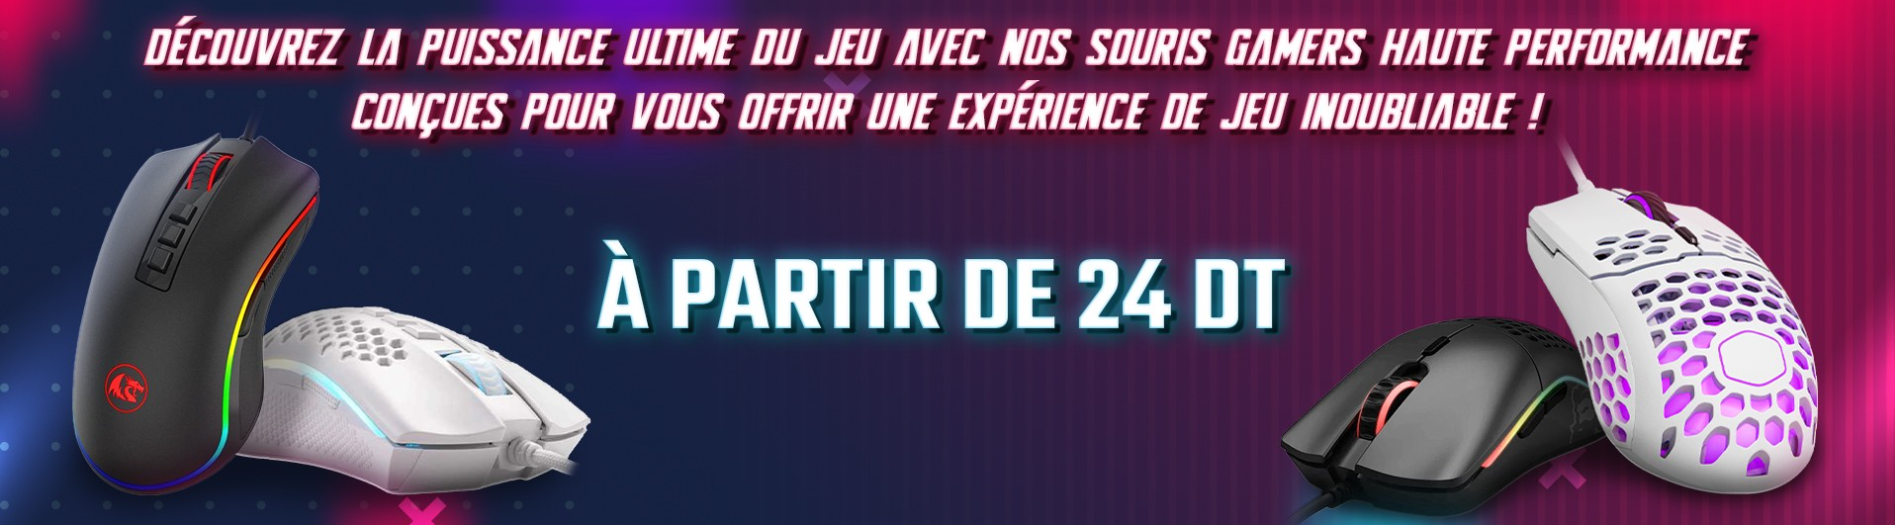 DÉCOUVREZ LA PUISSANCE ULTIME DU JEU AVEC NOS SOURIS GAMERS HAUTE PERFORMANCE
CONÇUES POUR VOUS OFFRIR UNE EXPÉRIENCE DE JEU INOUBLIABLE !
À PARTIR DE 24 DT